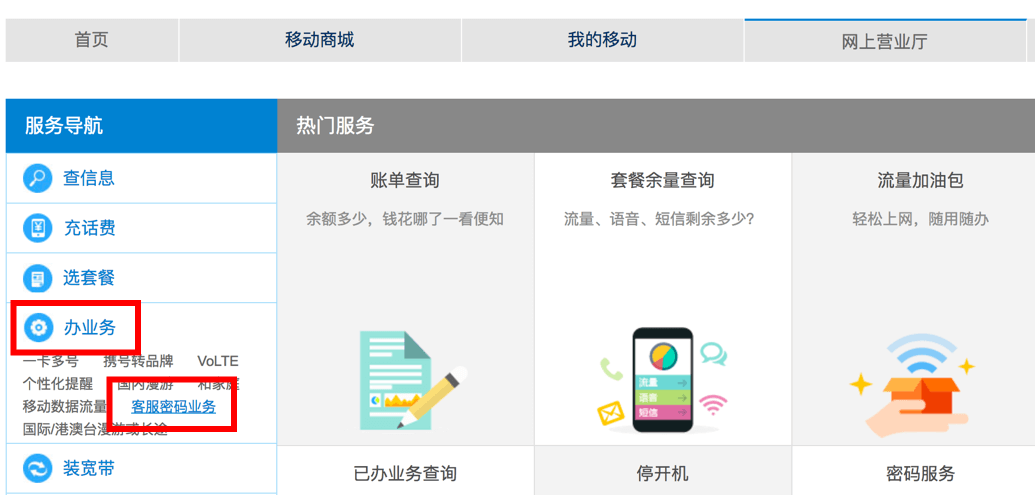 首页 移动商城 我的移动 网上营业厅
服务导航
热门服务
查信息
充话费
选套餐
办业务
一卡多号 携号转品牌 VoLTE
个性化提醒 国内漫游 和家庭
移动数据流量 客服密码业务
国际/港澳台漫游或长途
装宽带
账单查询
余额多少，钱花哪了一看便知
套餐余量查询
流量、语音、短信剩余多少？
流量
语音
短信
流量加油包
轻松上网，随用随办
已办业务查询
停开机
密码服务